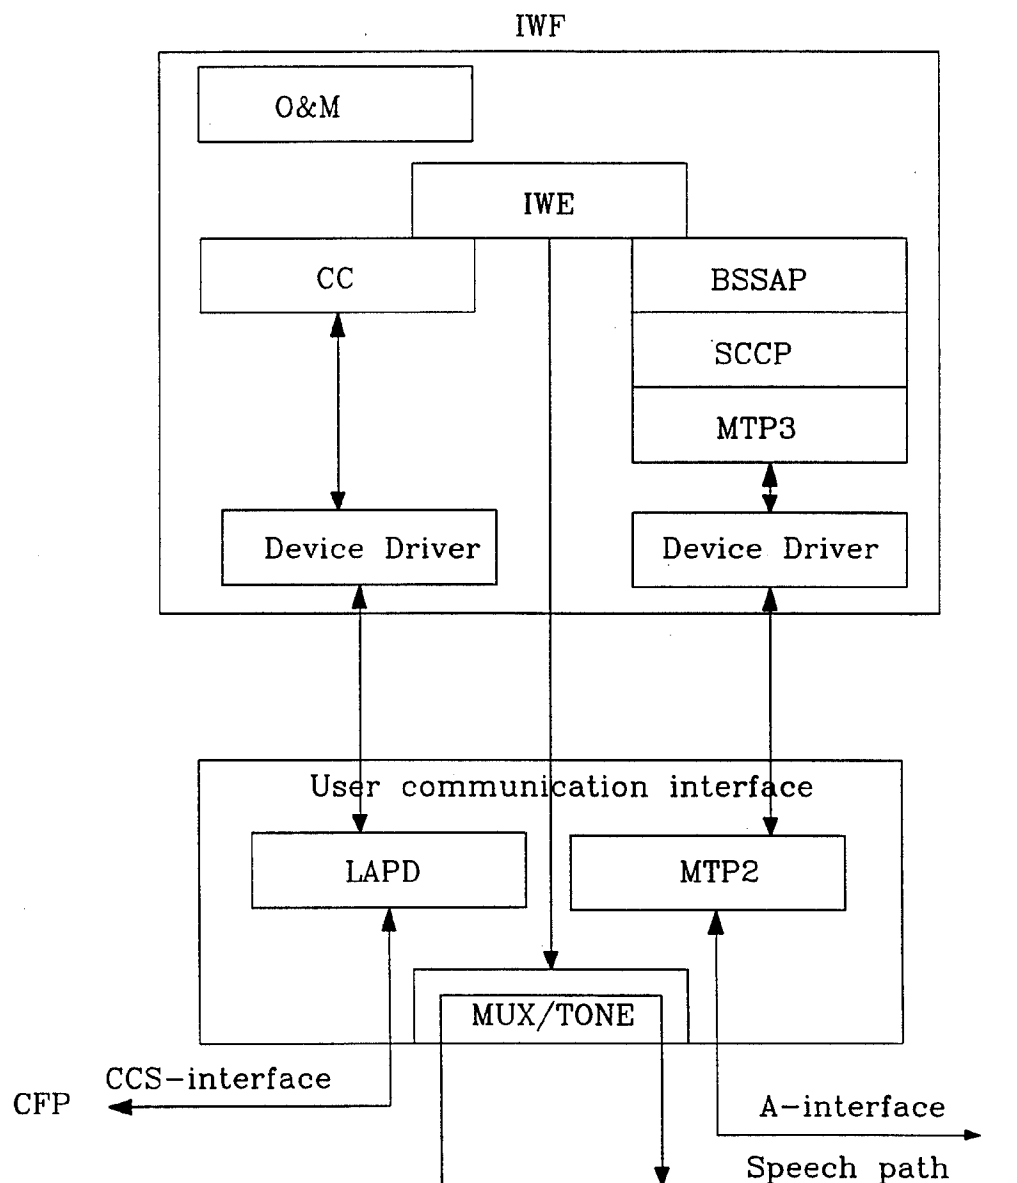 IWF
O&M
IWE
CC
BSSAP
SCCP
MTP3
Device Driver
Device Driver
User communication interface
LAPD
MTP2
MUX/TONE
CCS-interface
CFP
A-interface
Speech path